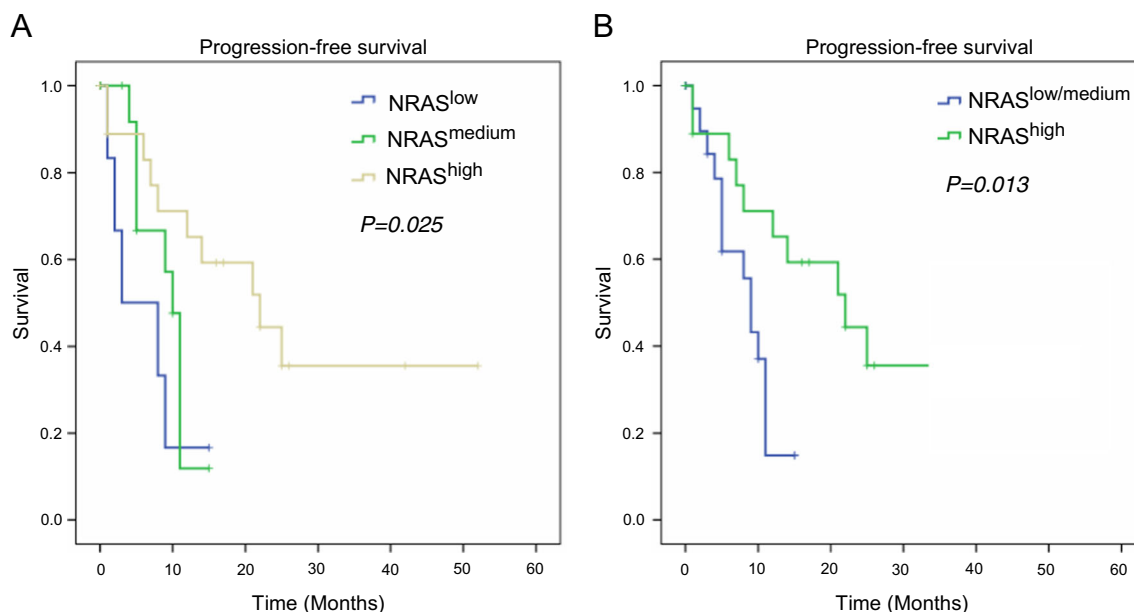 A
Progression-free survival
1.0
0.8
0.6
0.4
0.2
0.0
Survival
NRASlow
NRASmedium
NRAShigh
P=0.025
0 10 20 30 40 50 60
Time (Months)
B
Progression-free survival
1.0
0.8
0.6
0.4
0.2
0.0
Survival
NRASlow/medium
NRAShigh
P=0.013
0 10 20 30 40 50 60
Time (Months)